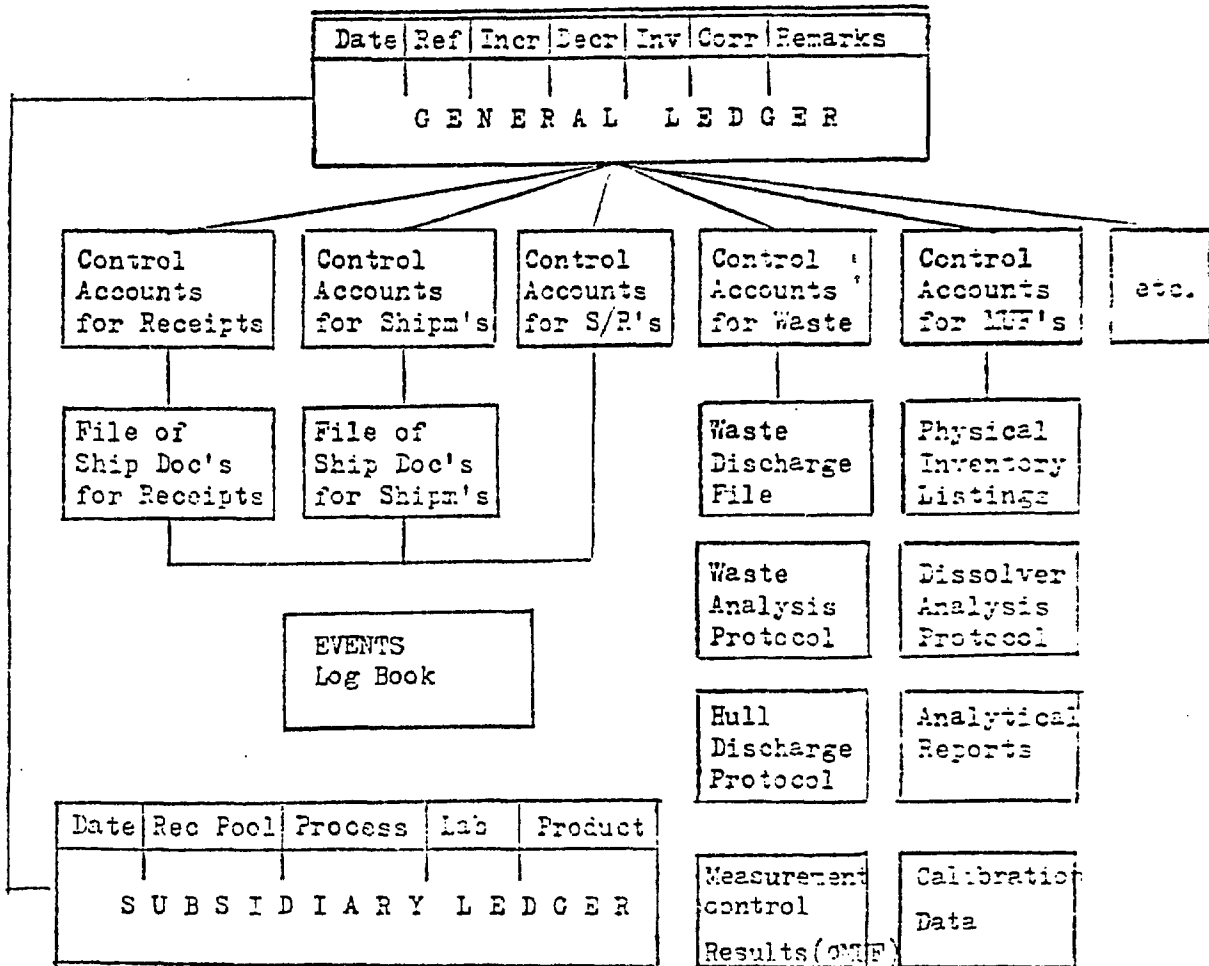 Date Ref Incr Decr Inv Corr Remarks
GENERAL LEDGER
Control
Accounts
for Receipts
Control
Accounts
for Shipm's
Control
Accounts
for S/R's
Control
Accounts
for Waste
Control
Accounts
for MUF's
etc.
File of
Ship Doc's
for Receipts
File of
Ship Doc's
for Shipm's
Waste
Discharge
File
Physical
Inventory
Listings
Waste
Analysis
Protocol
Dissolver
Analysis
Protocol
EVENTS
Log Book
Hull
Discharge
Protocol
Analytical
Reports
Date Rec Pool Process Lab Product
SUBSIDIARY LEDGER
Measurement
control
Results(σMUF)
Calibration
Data